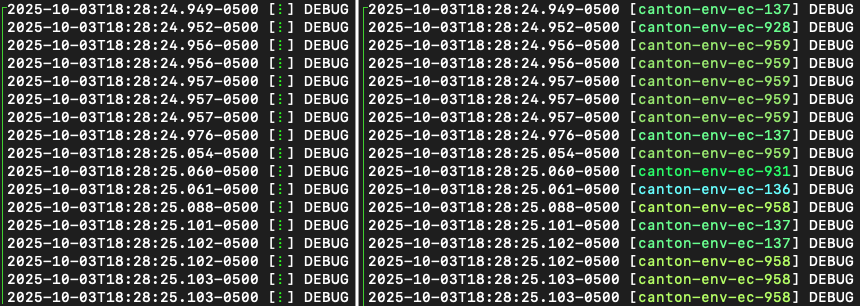 2025-10-03T18:28:24.949-0500 [⋮] DEBUG
2025-10-03T18:28:24.952-0500 [⋮] DEBUG
2025-10-03T18:28:24.956-0500 [⋮] DEBUG
2025-10-03T18:28:24.956-0500 [⋮] DEBUG
2025-10-03T18:28:24.957-0500 [⋮] DEBUG
2025-10-03T18:28:24.957-0500 [⋮] DEBUG
2025-10-03T18:28:24.957-0500 [⋮] DEBUG
2025-10-03T18:28:24.976-0500 [⋮] DEBUG
2025-10-03T18:28:25.054-0500 [⋮] DEBUG
2025-10-03T18:28:25.060-0500 [⋮] DEBUG
2025-10-03T18:28:25.061-0500 [⋮] DEBUG
2025-10-03T18:28:25.088-0500 [⋮] DEBUG
2025-10-03T18:28:25.101-0500 [⋮] DEBUG
2025-10-03T18:28:25.102-0500 [⋮] DEBUG
2025-10-03T18:28:25.102-0500 [⋮] DEBUG
2025-10-03T18:28:25.103-0500 [⋮] DEBUG
2025-10-03T18:28:25.103-0500 [⋮] DEBUG
2025-10-03T18:28:24.949-0500 [canton-env-ec-137] DEBUG
2025-10-03T18:28:24.952-0500 [canton-env-ec-928] DEBUG
2025-10-03T18:28:24.956-0500 [canton-env-ec-959] DEBUG
2025-10-03T18:28:24.956-0500 [canton-env-ec-959] DEBUG
2025-10-03T18:28:24.957-0500 [canton-env-ec-959] DEBUG
2025-10-03T18:28:24.957-0500 [canton-env-ec-959] DEBUG
2025-10-03T18:28:24.957-0500 [canton-env-ec-959] DEBUG
2025-10-03T18:28:24.976-0500 [canton-env-ec-137] DEBUG
2025-10-03T18:28:25.054-0500 [canton-env-ec-959] DEBUG
2025-10-03T18:28:25.060-0500 [canton-env-ec-931] DEBUG
2025-10-03T18:28:25.061-0500 [canton-env-ec-136] DEBUG
2025-10-03T18:28:25.088-0500 [canton-env-ec-958] DEBUG
2025-10-03T18:28:25.101-0500 [canton-env-ec-137] DEBUG
2025-10-03T18:28:25.102-0500 [canton-env-ec-137] DEBUG
2025-10-03T18:28:25.102-0500 [canton-env-ec-958] DEBUG
2025-10-03T18:28:25.103-0500 [canton-env-ec-958] DEBUG
2025-10-03T18:28:25.103-0500 [canton-env-ec-958] DEBUG